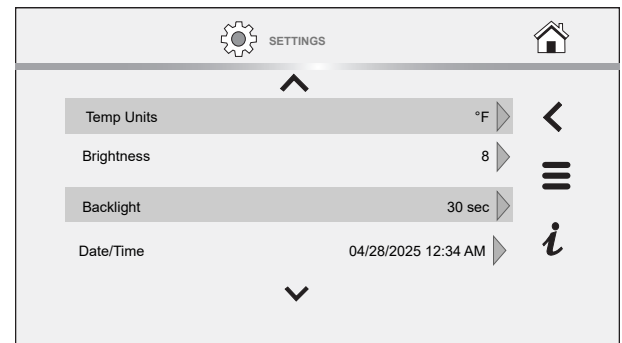 SETTINGS
Temp Units °F
Brightness 8
Backlight 30 sec
Date/Time 04/28/2025 12:34 AM
i